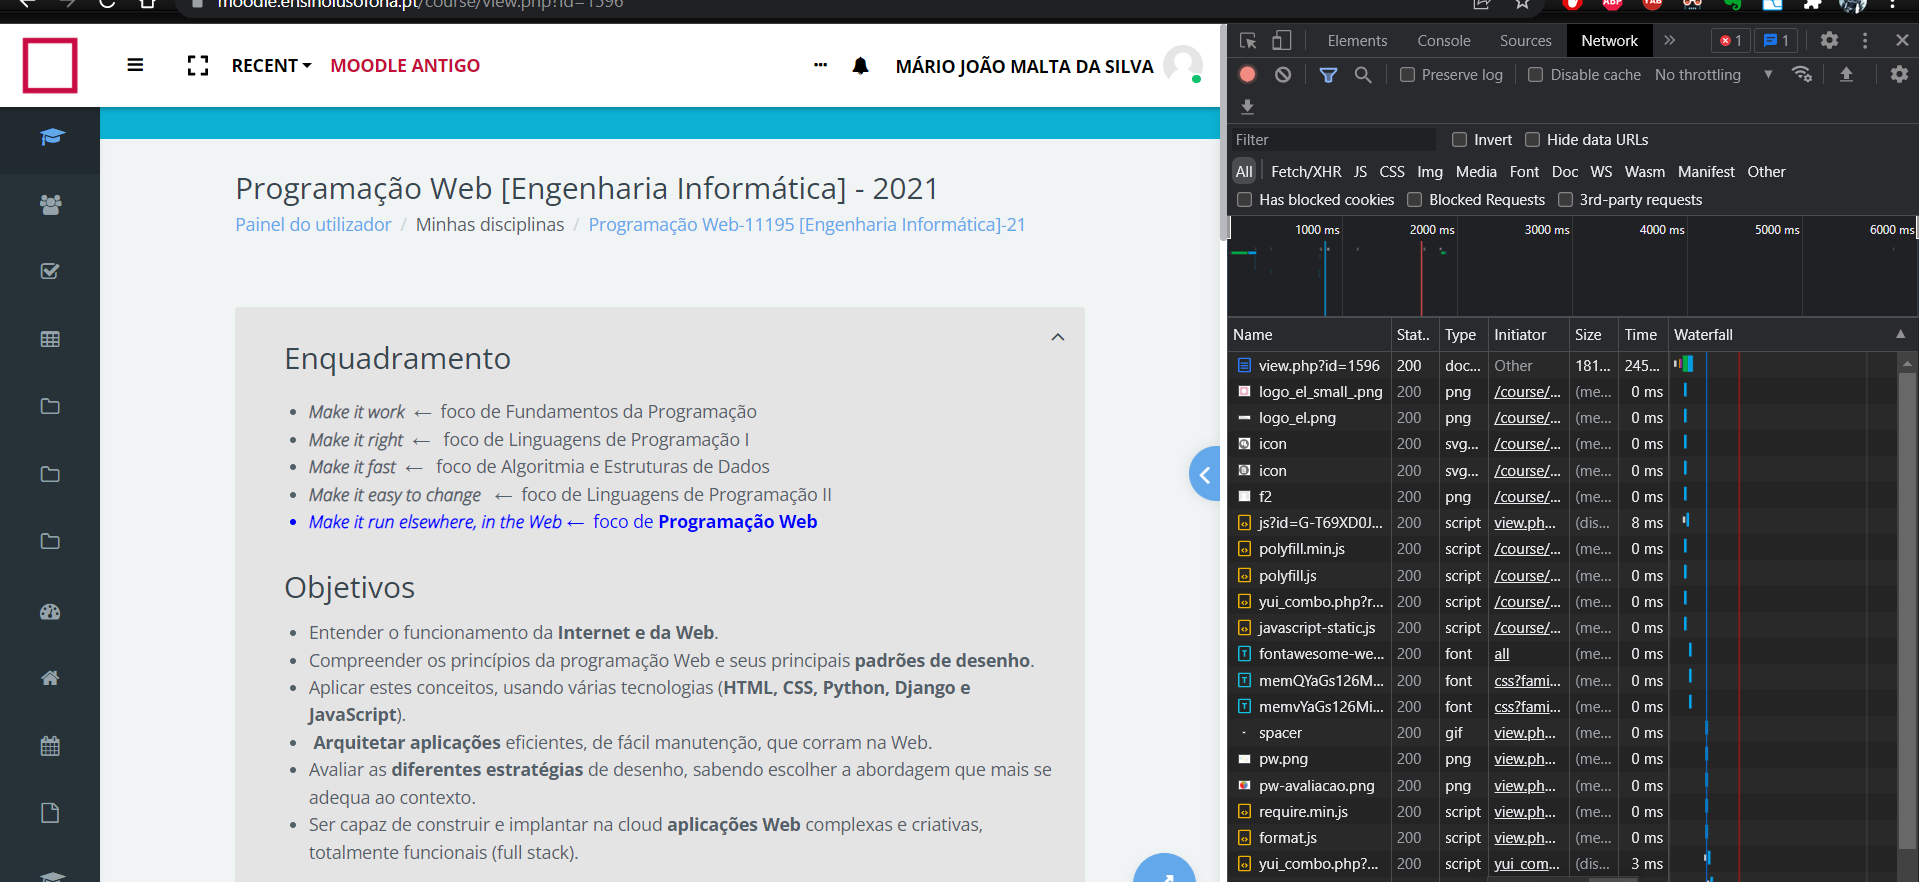 moodle.ensinolusofona.pt/course/view.php?id=1596
RECENT MOODLE ANTIGO
MÁRIO JOÃO MALTA DA SILVA
Programação Web [Engenharia Informática] - 2021
Painel do utilizador / Minhas disciplinas / Programação Web-11195 [Engenharia Informática]-21
Enquadramento
• Make it work ← foco de Fundamentos da Programação
• Make it right ← foco de Linguagens de Programação I
• Make it fast ← foco de Algoritmia e Estruturas de Dados
• Make it easy to change ← foco de Linguagens de Programação II
• Make it run elsewhere, in the Web ← foco de Programação Web
Objetivos
• Entender o funcionamento da Internet e da Web.
• Compreender os princípios da programação Web e seus principais padrões de desenho.
• Aplicar estes conceitos, usando várias tecnologias (HTML, CSS, Python, Django e
JavaScript).
• Arquitetar aplicações eficientes, de fácil manutenção, que corram na Web.
• Avaliar as diferentes estratégias de desenho, sabendo escolher a abordagem que mais se
adequa ao contexto.
• Ser capaz de construir e implantar na cloud aplicações Web complexas e criativas,
totalmente funcionais (full stack).
Elements Console Sources Network » 1 1
Preserve log Disable cache No throttling
Filter Invert Hide data URLs
All Fetch/XHR JS CSS Img Media Font Doc WS Wasm Manifest Other
Has blocked cookies Blocked Requests 3rd-party requests
1000 ms 2000 ms 3000 ms 4000 ms 5000 ms 6000 ms
Name Stat.. Type Initiator Size Time Waterfall
view.php?id=1596 200 doc... Other 181... 245...
logo_el_small_.png 200 png /course/... (me... 0 ms
logo_el.png 200 png /course/... (me... 0 ms
icon 200 svg... /course/... (me... 0 ms
icon 200 svg... /course/... (me... 0 ms
f2 200 png /course/... (me... 0 ms
js?id=G-T69XD0J... 200 script view.ph... (dis... 8 ms
polyfill.min.js 200 script /course/... (me... 0 ms
polyfill.js 200 script /course/... (me... 0 ms
yui_combo.php?r... 200 script /course/... (me... 0 ms
javascript-static.js 200 script /course/... (me... 0 ms
fontawesome-we... 200 font all (me... 0 ms
memQYaGs126M... 200 font css?fami... (me... 0 ms
memvYaGs126Mi... 200 font css?fami... (me... 0 ms
spacer 200 gif view.ph... (me... 0 ms
pw.png 200 png view.ph... (me... 0 ms
pw-avaliacao.png 200 png view.ph... (me... 0 ms
require.min.js 200 script view.ph... (me... 0 ms
format.js 200 script view.ph... (me... 0 ms
yui_combo.php?... 200 script yui_com... (dis... 3 ms